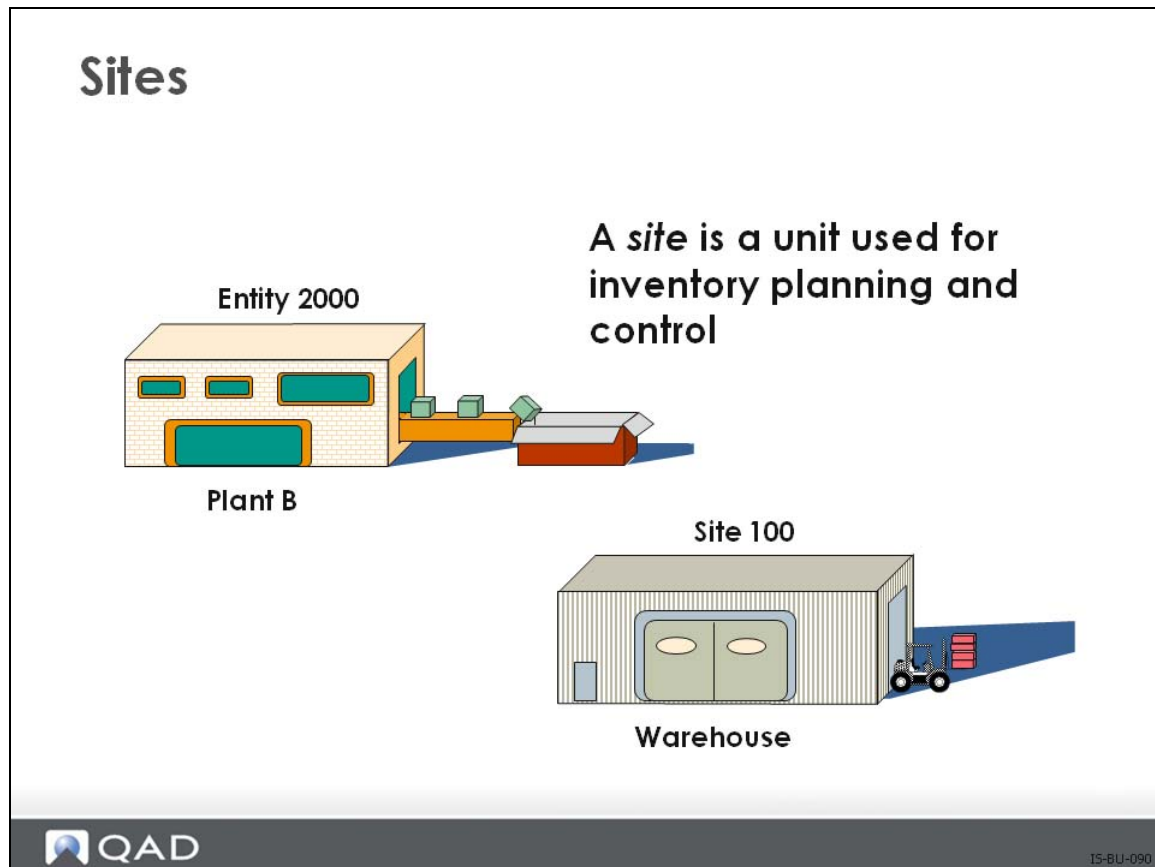 Sites
A site is a unit used for
inventory planning and
control
Entity 2000
Plant B
Site 100
Warehouse
QAD
IS-BU-090